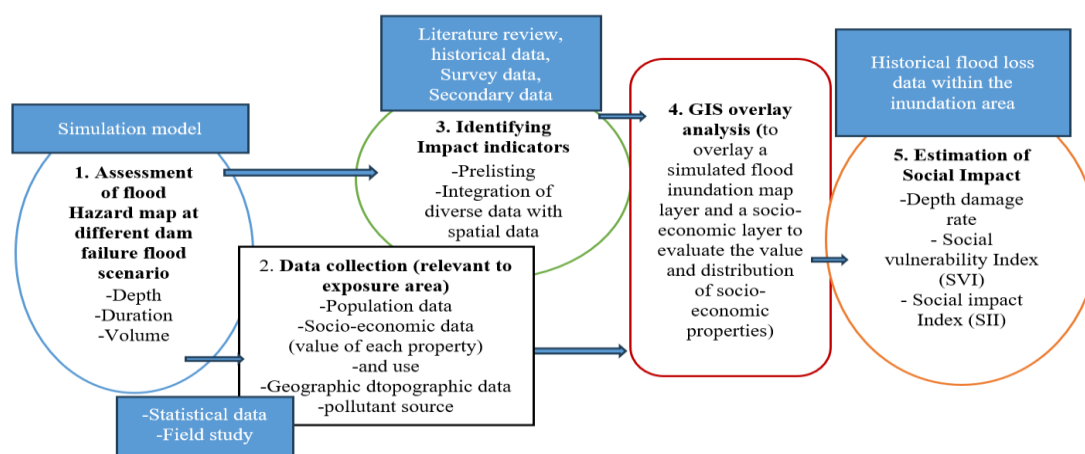 Simulation model
1. Assessment
of flood
Hazard map at
different dam
failure flood
scenario
-Depth
-Duration
-Volume
2. Data collection (relevant to
exposure area)
-Population data
-Socio-economic data
(value of each property)
-and use
-Geographic dtopographic data
-pollutant source
-Statistical data
-Field study
Literature review,
historical data,
Survey data,
Secondary data
3. Identifying
Impact indicators
-Prelisting
-Integration of
diverse data with
spatial data
4. GIS overlay
analysis (to
overlay a
simulated flood
inundation map
layer and a socio-
economic layer to
evaluate the value
and distribution
of socio-
economic
properties)
Historical flood loss
data within the
inundation area
5. Estimation of
Social Impact
-Depth damage
rate
- Social
vulnerability Index
(SVI)
- Social impact
Index (SII)